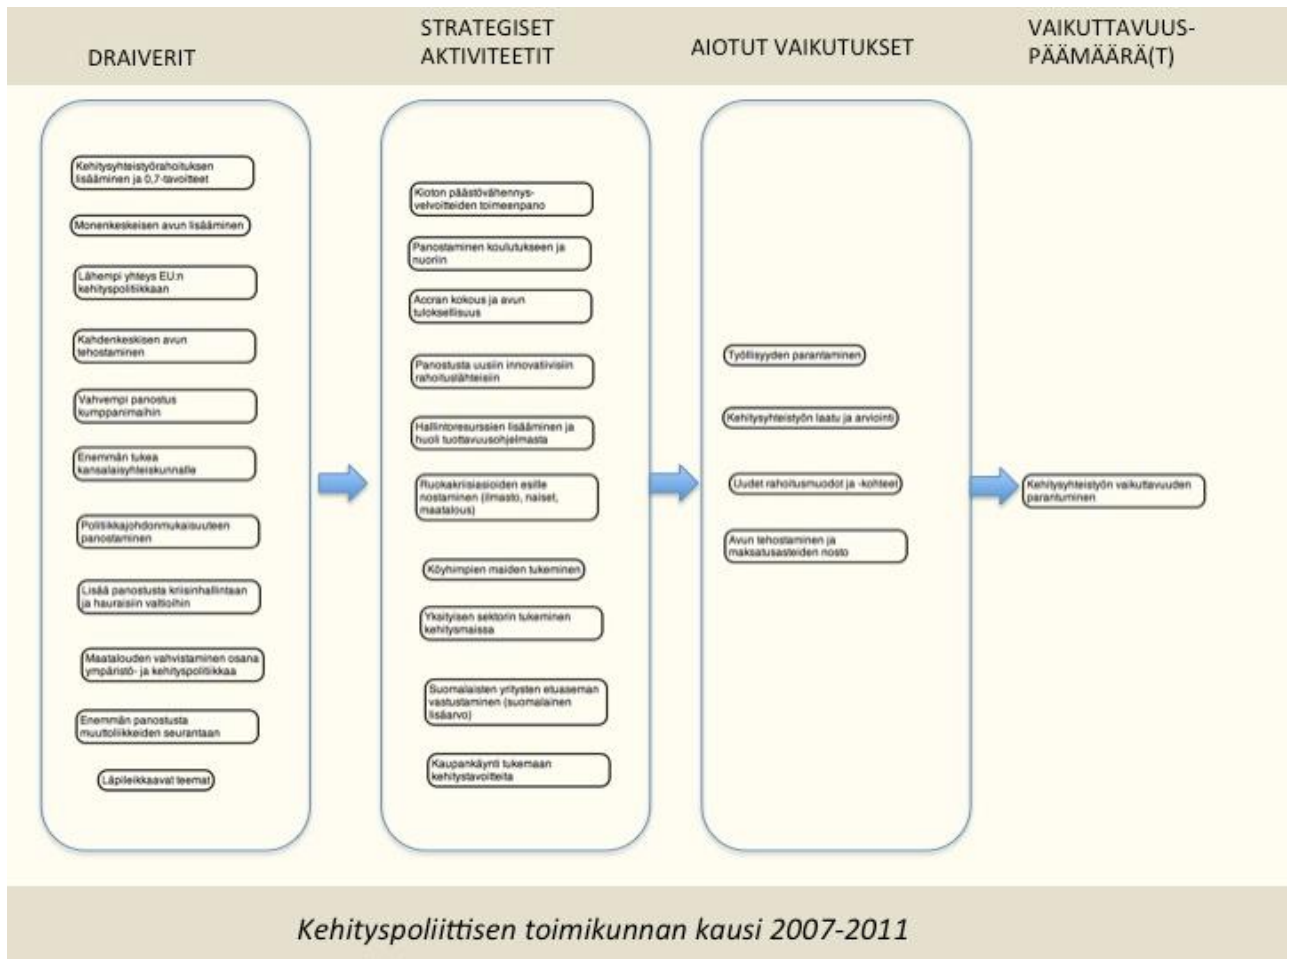 DRAIVERIT
STRATEGISET
AKTIVITEETIT
AIOTUT VAIKUTUKSET
VAIKUTTAVUUS-
PÄÄMÄÄRÄ(T)
Kehitysyhteistyörahoituksen
lisääminen ja 0,7-tavoitteet
Monenkeskeisen avun lisääminen
Lähempi yhteys EU:n
kehityspolitiikkaan
Kahdenkeskisen avun
tehostaminen
Vahvempi panostus
kumppanimaihin
Enemmän tukea
kansalaisyhteiskunnalle
Politiikkajohdonmukaisuuteen
panostaminen
Lisää panostusta kriisinhallintaan
ja hauraisiin valtioihin
Maatalouden vahvistaminen osana
ympäristö- ja kehityspolitiikkaa
Enemmän panostusta
muuttoliikkeiden seurantaan
Läpileikkaavat teemat
Kioton päästövähennys-
velvoitteiden toimeenpano
Panostaminen koulutukseen ja
nuoriin
Accran kokous ja avun
tuloksellisuus
Panostusta uusiin innovatiivisiin
rahoituslähteisiin
Hallintoresurssien lisääminen ja
huoli tuottavuusohjelmasta
Ruokakriisiasioiden esille
nostaminen (ilmasto, naiset,
maatalous)
Köyhimpien maiden tukeminen
Yksityisen sektorin tukeminen
kehitysmaissa
Suomalaisten yritysten etuaseman
vastustaminen (suomalainen
lisäarvo)
Kaupankäynti tukemaan
kehitystavoitteita
Työllisyyden parantaminen
Kehitysyhteistyön laatu ja arviointi
Uudet rahoitusmuodot ja -kohteet
Avun tehostaminen ja
maksatusasteiden nosto
Kehitysyhteistyön vaikuttavuuden
parantuminen
Kehityspoliittisen toimikunnan kausi 2007-2011